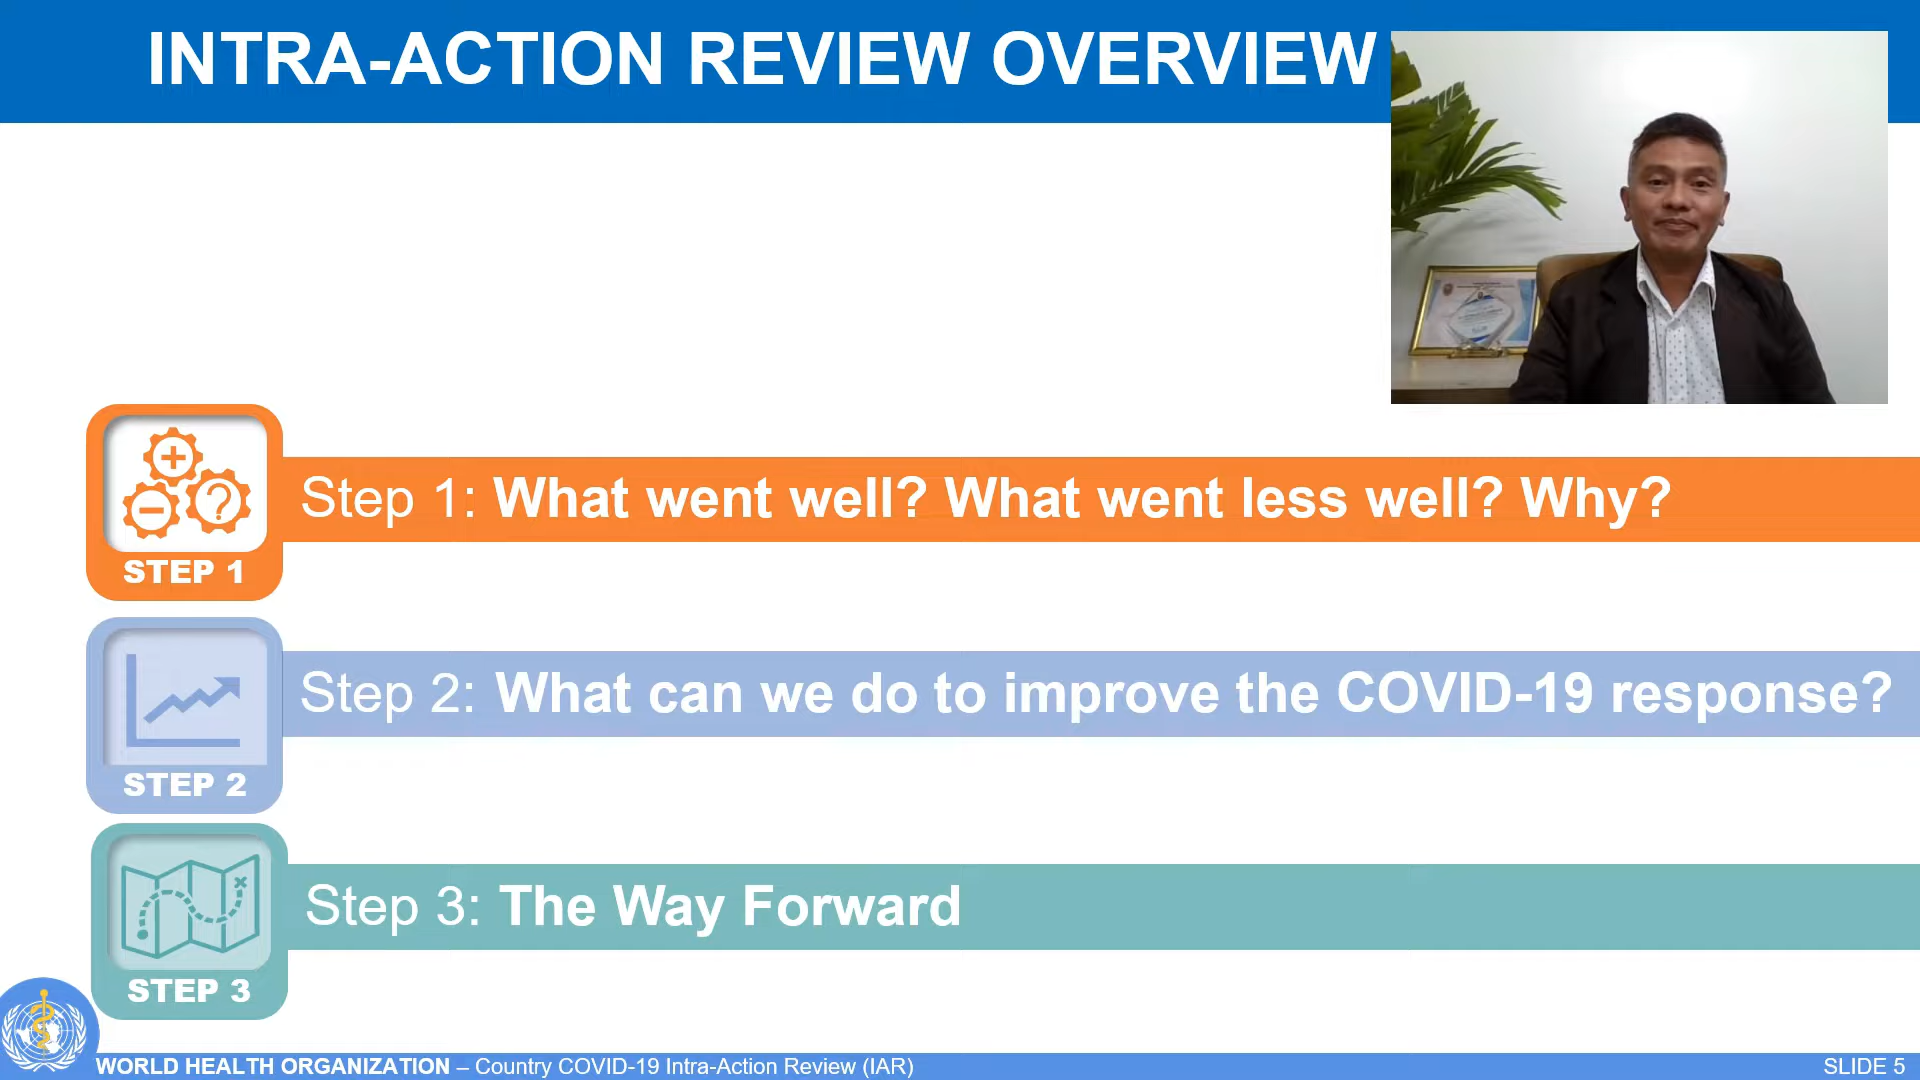 INTRA-ACTION REVIEW OVERVIEW
STEP 1
Step 1: What went well? What went less well? Why?
STEP 2
Step 2: What can we do to improve the COVID-19 response?
STEP 3
Step 3: The Way Forward
WORLD HEALTH ORGANIZATION – Country COVID-19 Intra-Action Review (IAR)
SLIDE 5